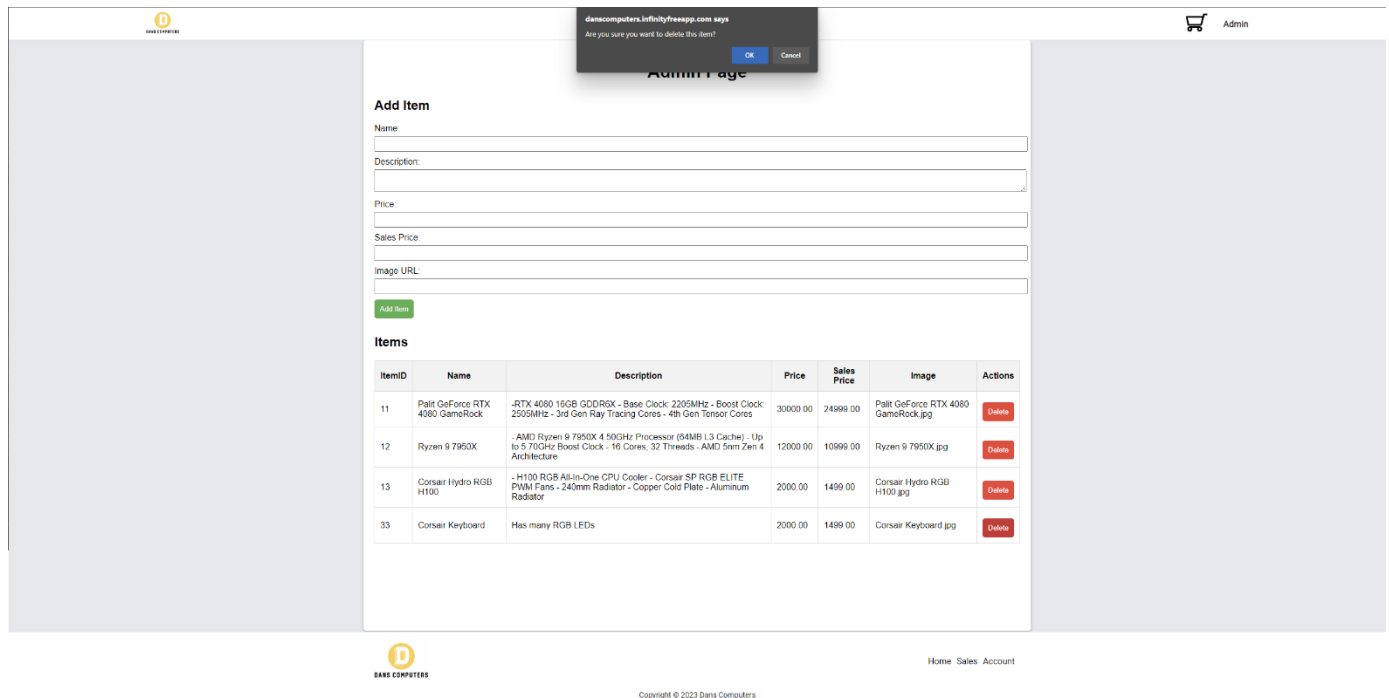 danscomputers.infinityfreeapp.com says
Are you sure you want to delete this item?
OK Cancel
DANS COMPUTERS
Admin
Admin Page
Add Item
Name:
Description:
Price:
Sales Price:
Image URL:
Add Item
Items
ItemID Name Description Price Sales Price Image Actions
11 Palit GeForce RTX 4080 GameRock
-RTX 4080 16GB GDDR6X - Base Clock: 2205MHz - Boost Clock:
2505MHz - 3rd Gen Ray Tracing Cores - 4th Gen Tensor Cores
30000.00 24999.00 Palit GeForce RTX 4080 GameRock.jpg Delete
12 Ryzen 9 7950X
- AMD Ryzen 9 7950X 4.50GHz Processor (64MB L3 Cache) - Up
to 5.70GHz Boost Clock - 16 Cores, 32 Threads - AMD 5nm Zen 4
Architecture
12000.00 10999.00 Ryzen 9 7950X.jpg Delete
13 Corsair Hydro RGB H100
- H100 RGB All-In-One CPU Cooler - Corsair SP RGB ELITE
PWM Fans - 240mm Radiator - Copper Cold Plate - Aluminum
Radiator
2000.00 1499.00 Corsair Hydro RGB H100.jpg Delete
33 Corsair Keyboard Has many RGB LEDs 2000.00 1499.00 Corsair Keyboard.jpg Delete
D
DANS COMPUTERS
Home Sales Account
Copyright © 2023 Dans Computers